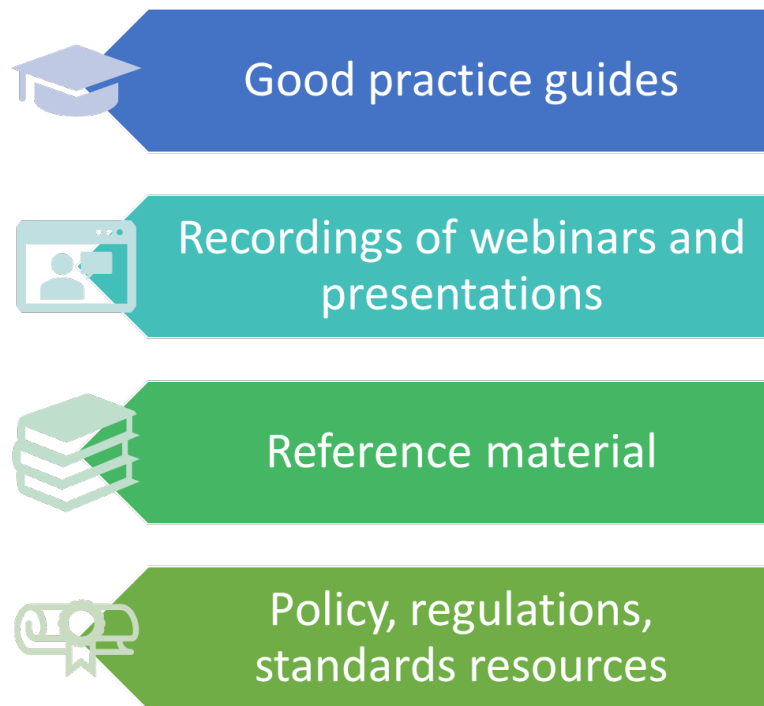 Good practice guides
Recordings of webinars and
presentations
Reference material
Policy, regulations,
standards resources